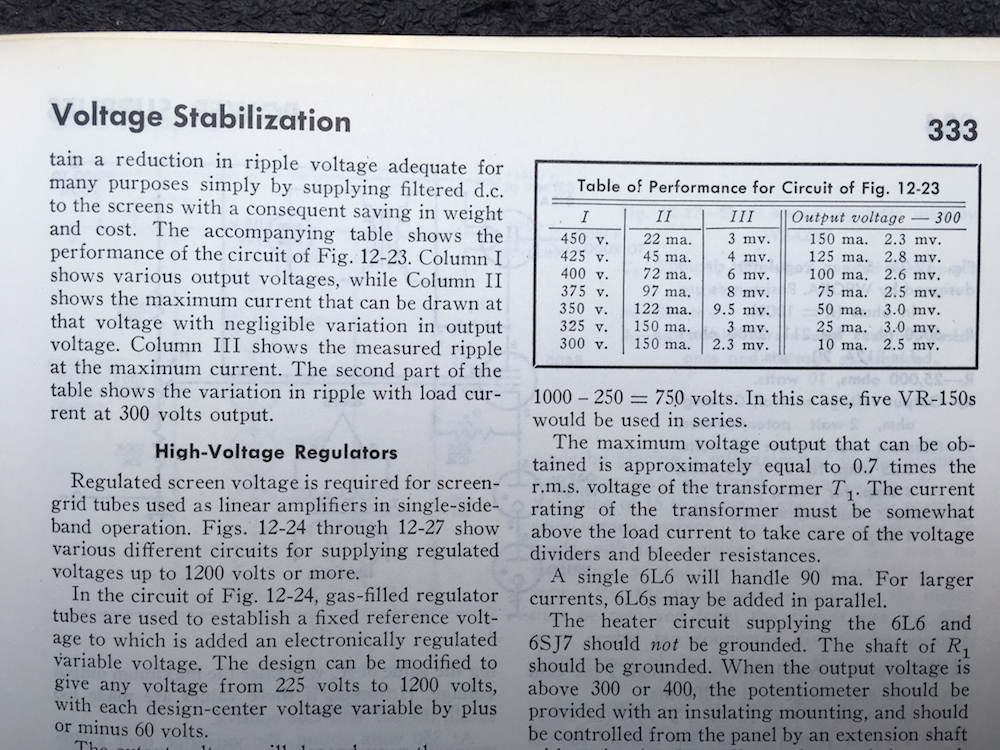 Voltage Stabilization
333
tain a reduction in ripple voltage adequate for
many purposes simply by supplying filtered d.c.
to the screens with a consequent saving in weight
and cost. The accompanying table shows the
performance of the circuit of Fig. 12-23. Column I
shows various output voltages, while Column II
shows the maximum current that can be drawn at
that voltage with negligible variation in output
voltage. Column III shows the measured ripple
at the maximum current. The second part of the
table shows the variation in ripple with load cur-
rent at 300 volts output.
High-Voltage Regulators
Regulated screen voltage is required for screen-
grid tubes used as linear amplifiers in single-side-
band operation. Figs. 12-24 through 12-27 show
various different circuits for supplying regulated
voltages up to 1200 volts or more.
In the circuit of Fig. 12-24, gas-filled regulator
tubes are used to establish a fixed reference volt-
age to which is added an electronically regulated
variable voltage. The design can be modified to
give any voltage from 225 volts to 1200 volts,
with each design-center voltage variable by plus
or minus 60 volts.
Table of Performance for Circuit of Fig. 12-23
I II III Output voltage — 300
450 v. 22 ma. 3 mv. 150 ma. 2.3 mv.
425 v. 45 ma. 4 mv. 125 ma. 2.8 mv.
400 v. 72 ma. 6 mv. 100 ma. 2.6 mv.
375 v. 97 ma. 8 mv. 75 ma. 2.5 mv.
350 v. 122 ma. 9.5 mv. 50 ma. 3.0 mv.
325 v. 150 ma. 3 mv. 25 ma. 3.0 mv.
300 v. 150 ma. 2.3 mv. 10 ma. 2.5 mv.
1000 – 250 = 750 volts. In this case, five VR-150s
would be used in series.
The maximum voltage output that can be ob-
tained is approximately equal to 0.7 times the
r.m.s. voltage of the transformer T1. The current
rating of the transformer must be somewhat
above the load current to take care of the voltage
dividers and bleeder resistances.
A single 6L6 will handle 90 ma. For larger
currents, 6L6s may be added in parallel.
The heater circuit supplying the 6L6 and
6SJ7 should not be grounded. The shaft of R1
should be grounded. When the output voltage is
above 300 or 400, the potentiometer should be
provided with an insulating mounting, and should
be controlled from the panel by an extension shaft